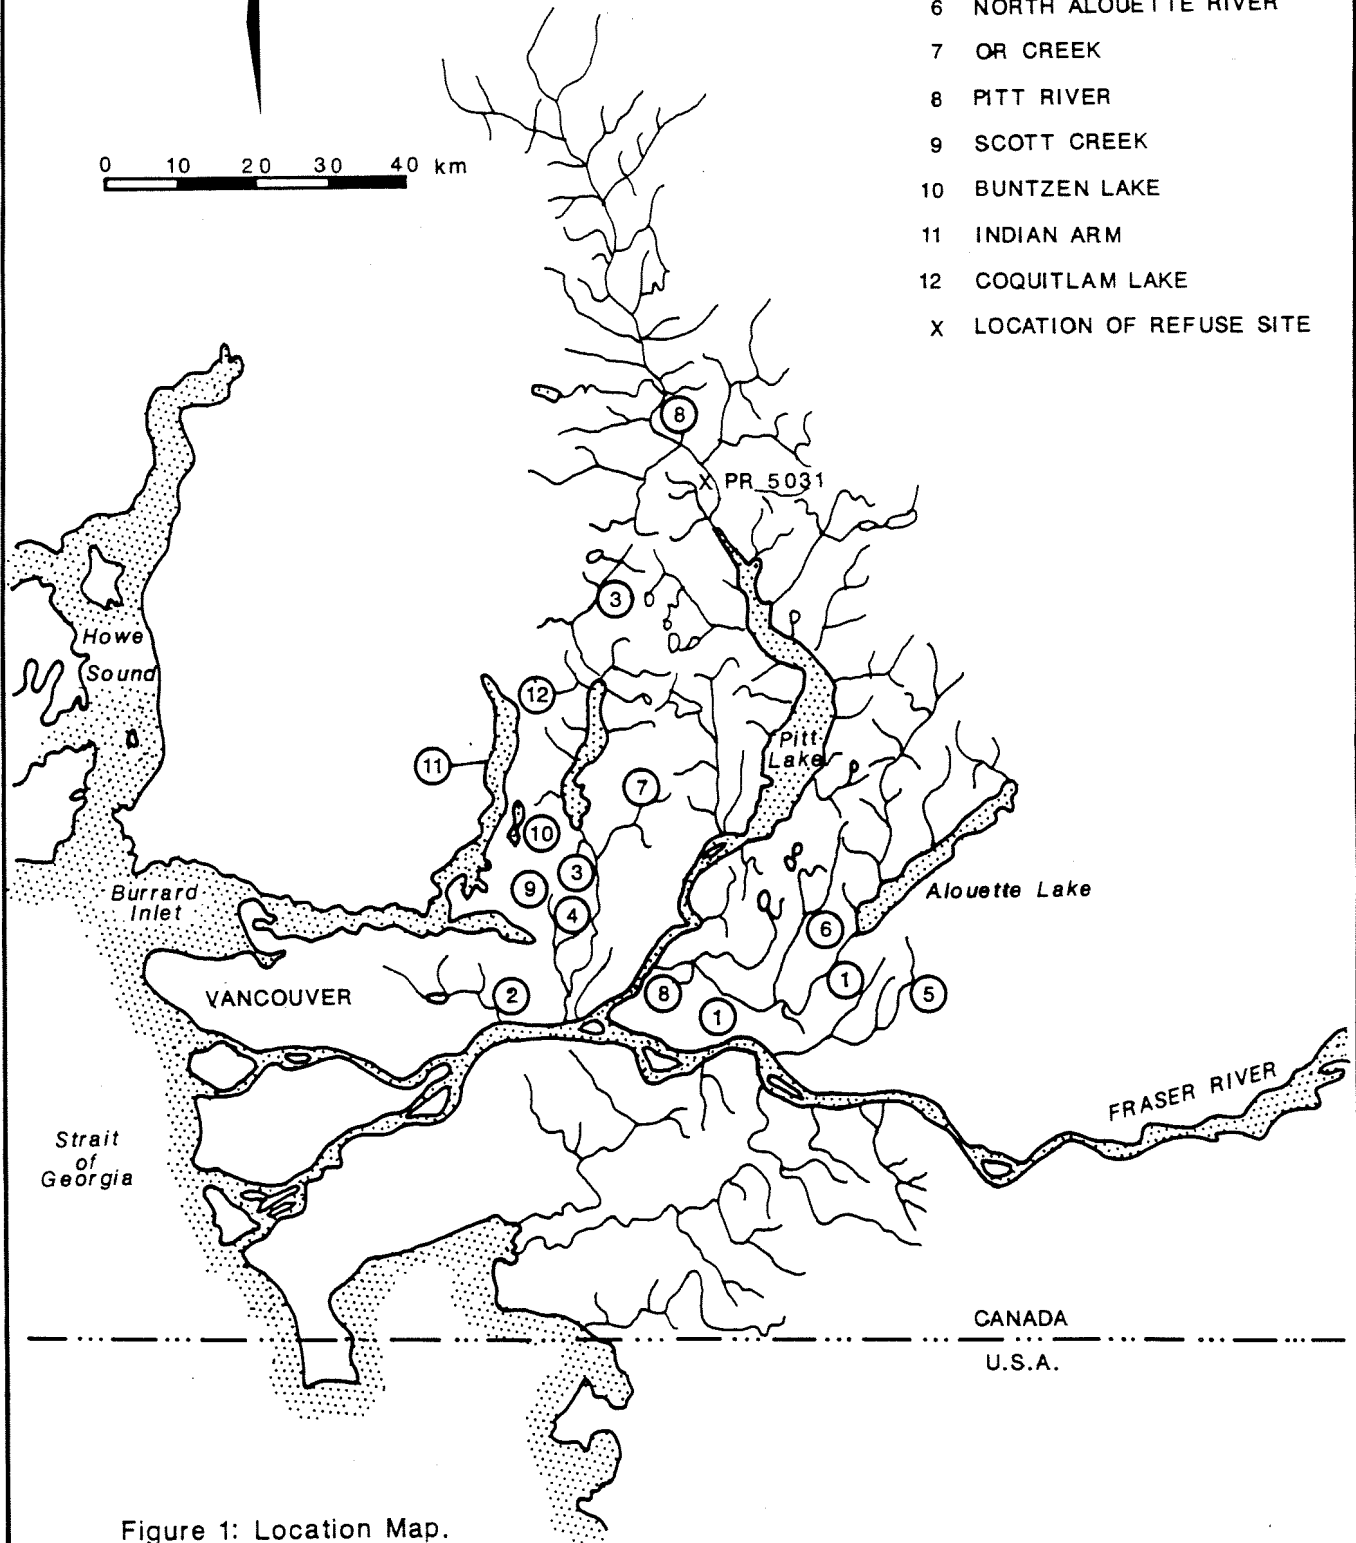 6 NORTH ALOUETTE RIVER
7 OR CREEK
8 PITT RIVER
9 SCOTT CREEK
10 BUNTZEN LAKE
11 INDIAN ARM
12 COQUITLAM LAKE
X LOCATION OF REFUSE SITE
0 10 20 30 40 km
8
X PR 5031
3
Howe
Sound
12
11
Pitt
Lake
7
10
3
9
4
Burrard
Inlet
Alouette Lake
6
VANCOUVER
2
8
1
1
5
FRASER RIVER
Strait
of
Georgia
CANADA
U.S.A.
Figure 1: Location Map.